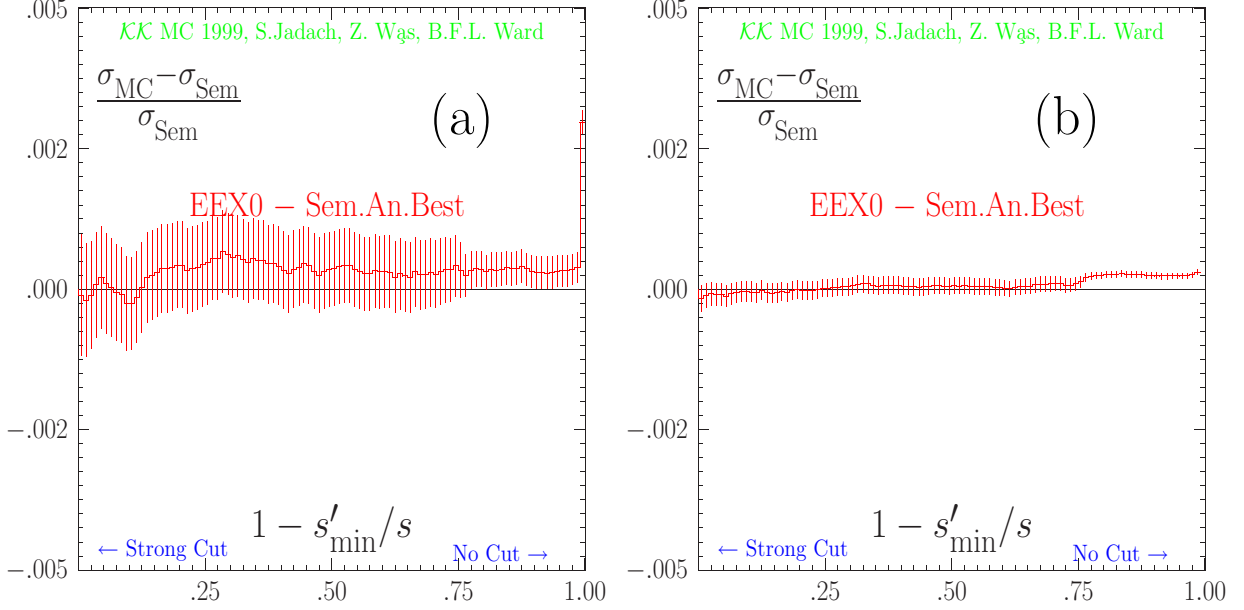 .005
KK MC 1999, S.Jadach, Z. Wąs, B.F.L. Ward
σMC−σSem
σSem
(a)
.002
EEX0 − Sem.An.Best
.000
−.002
1 − s′min/s
← Strong Cut
No Cut →
−.005
.25
.50
.75
1.00
.005
KK MC 1999, S.Jadach, Z. Wąs, B.F.L. Ward
σMC−σSem
σSem
(b)
.002
EEX0 − Sem.An.Best
.000
−.002
1 − s′min/s
← Strong Cut
No Cut →
−.005
.25
.50
.75
1.00